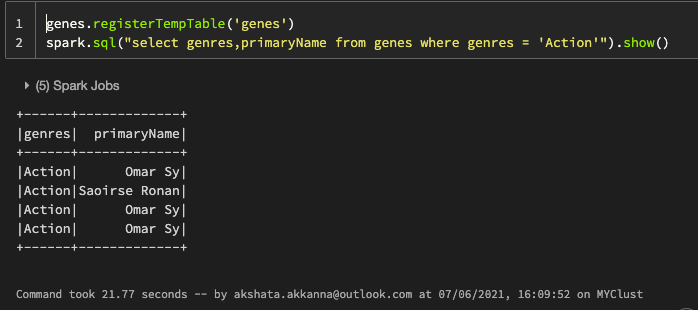 1 genes.registerTempTable('genes')
2 spark.sql("select genres,primaryName from genes where genres = 'Action'").show()
(5) Spark Jobs
+------+-------------+
|genres|  primaryName|
+------+-------------+
|Action|      Omar Sy|
|Action|Saoirse Ronan|
|Action|      Omar Sy|
|Action|      Omar Sy|
+------+-------------+
Command took 21.77 seconds -- by akshata.akkanna@outlook.com at 07/06/2021, 16:09:52 on MYClust